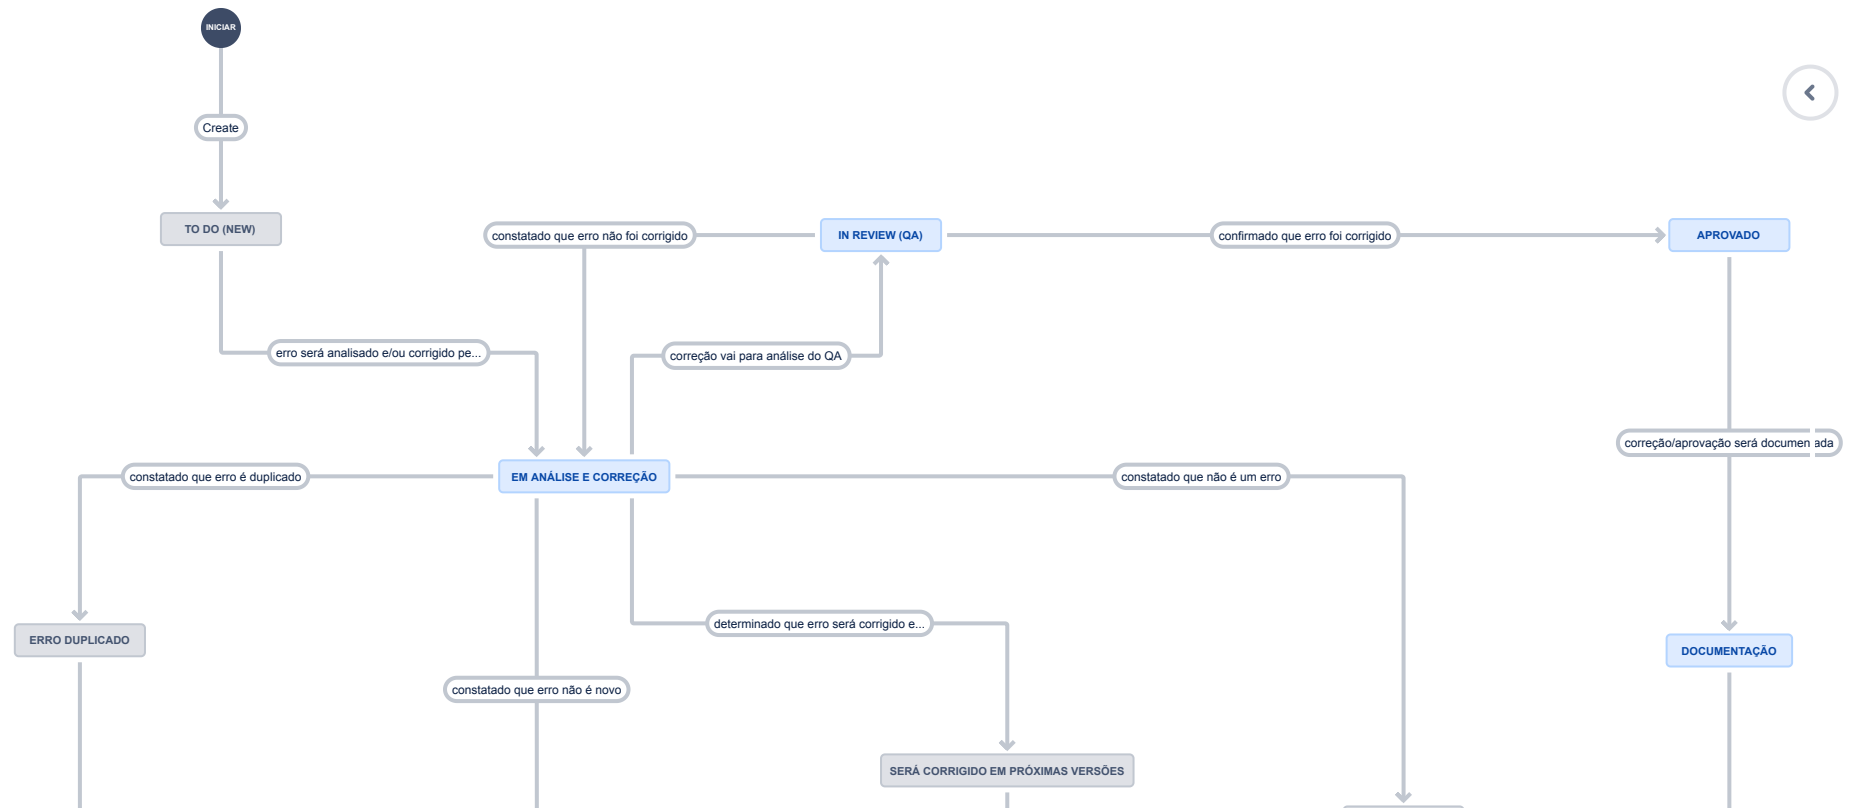 INICIAR
Create
TO DO (NEW)
constatado que erro não foi corrigido
IN REVIEW (QA)
confirmado que erro foi corrigido
APROVADO
erro será analisado e/ou corrigido pe...
correção vai para análise do QA
correção/aprovação será documen ada
constatado que erro é duplicado
EM ANÁLISE E CORREÇÃO
constatado que não é um erro
ERRO DUPLICADO
determinado que erro será corrigido e...
DOCUMENTAÇÃO
constatado que erro não é novo
SERÁ CORRIGIDO EM PRÓXIMAS VERSÕES